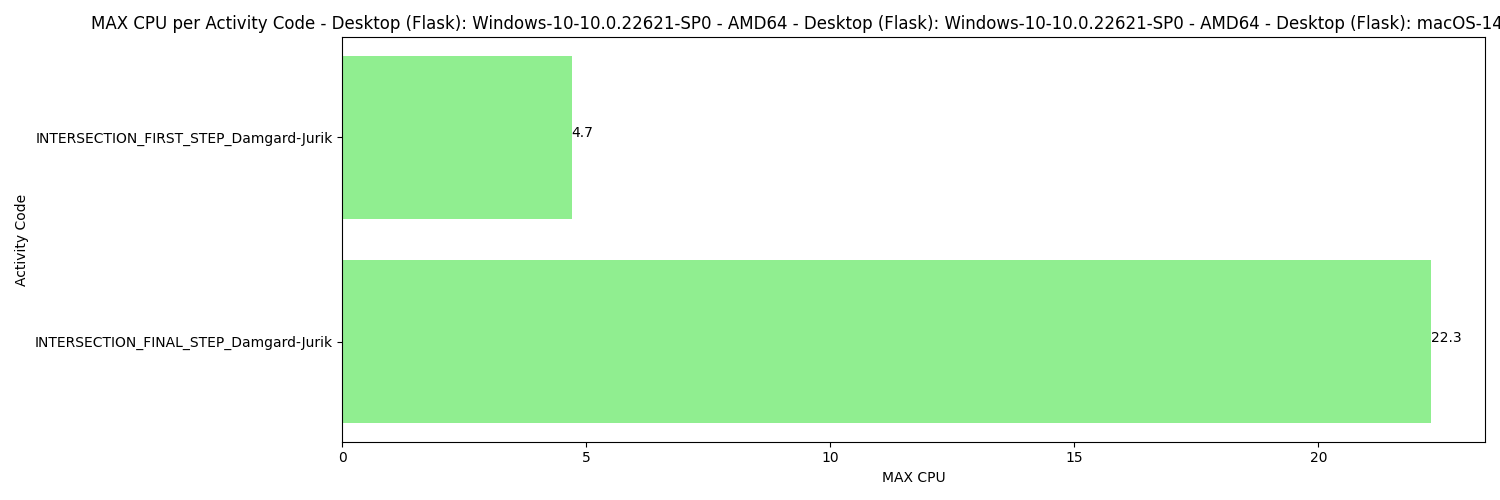 MAX CPU per Activity Code - Desktop (Flask): Windows-10-10.0.22621-SP0 - AMD64 - Desktop (Flask): Windows-10-10.0.22621-SP0 - AMD64 - Desktop (Flask): macOS-14
INTERSECTION_FIRST_STEP_Damgard-Jurik
4.7
Activity Code
INTERSECTION_FINAL_STEP_Damgard-Jurik
22.3
0 5 10 15 20
MAX CPU